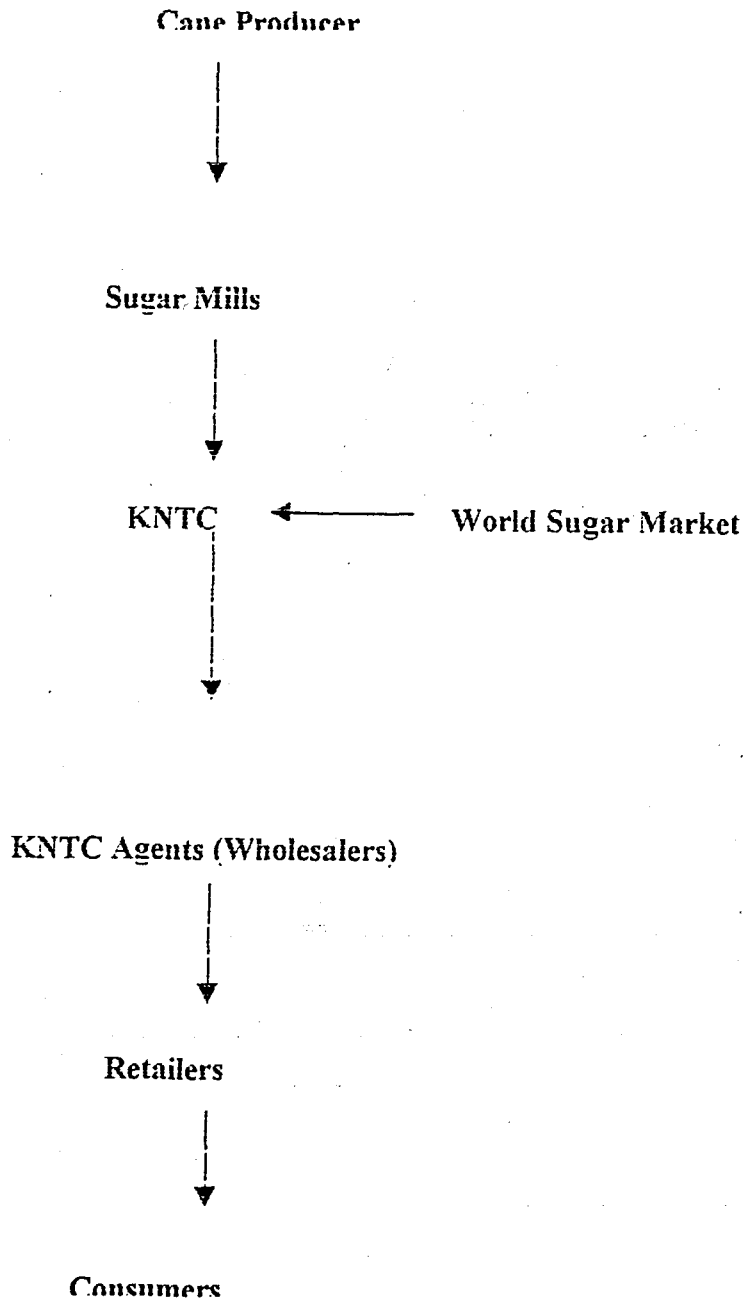 Cane Producer
Sugar Mills
KNTC
World Sugar Market
KNTC Agents (Wholesalers)
Retailers
Consumers